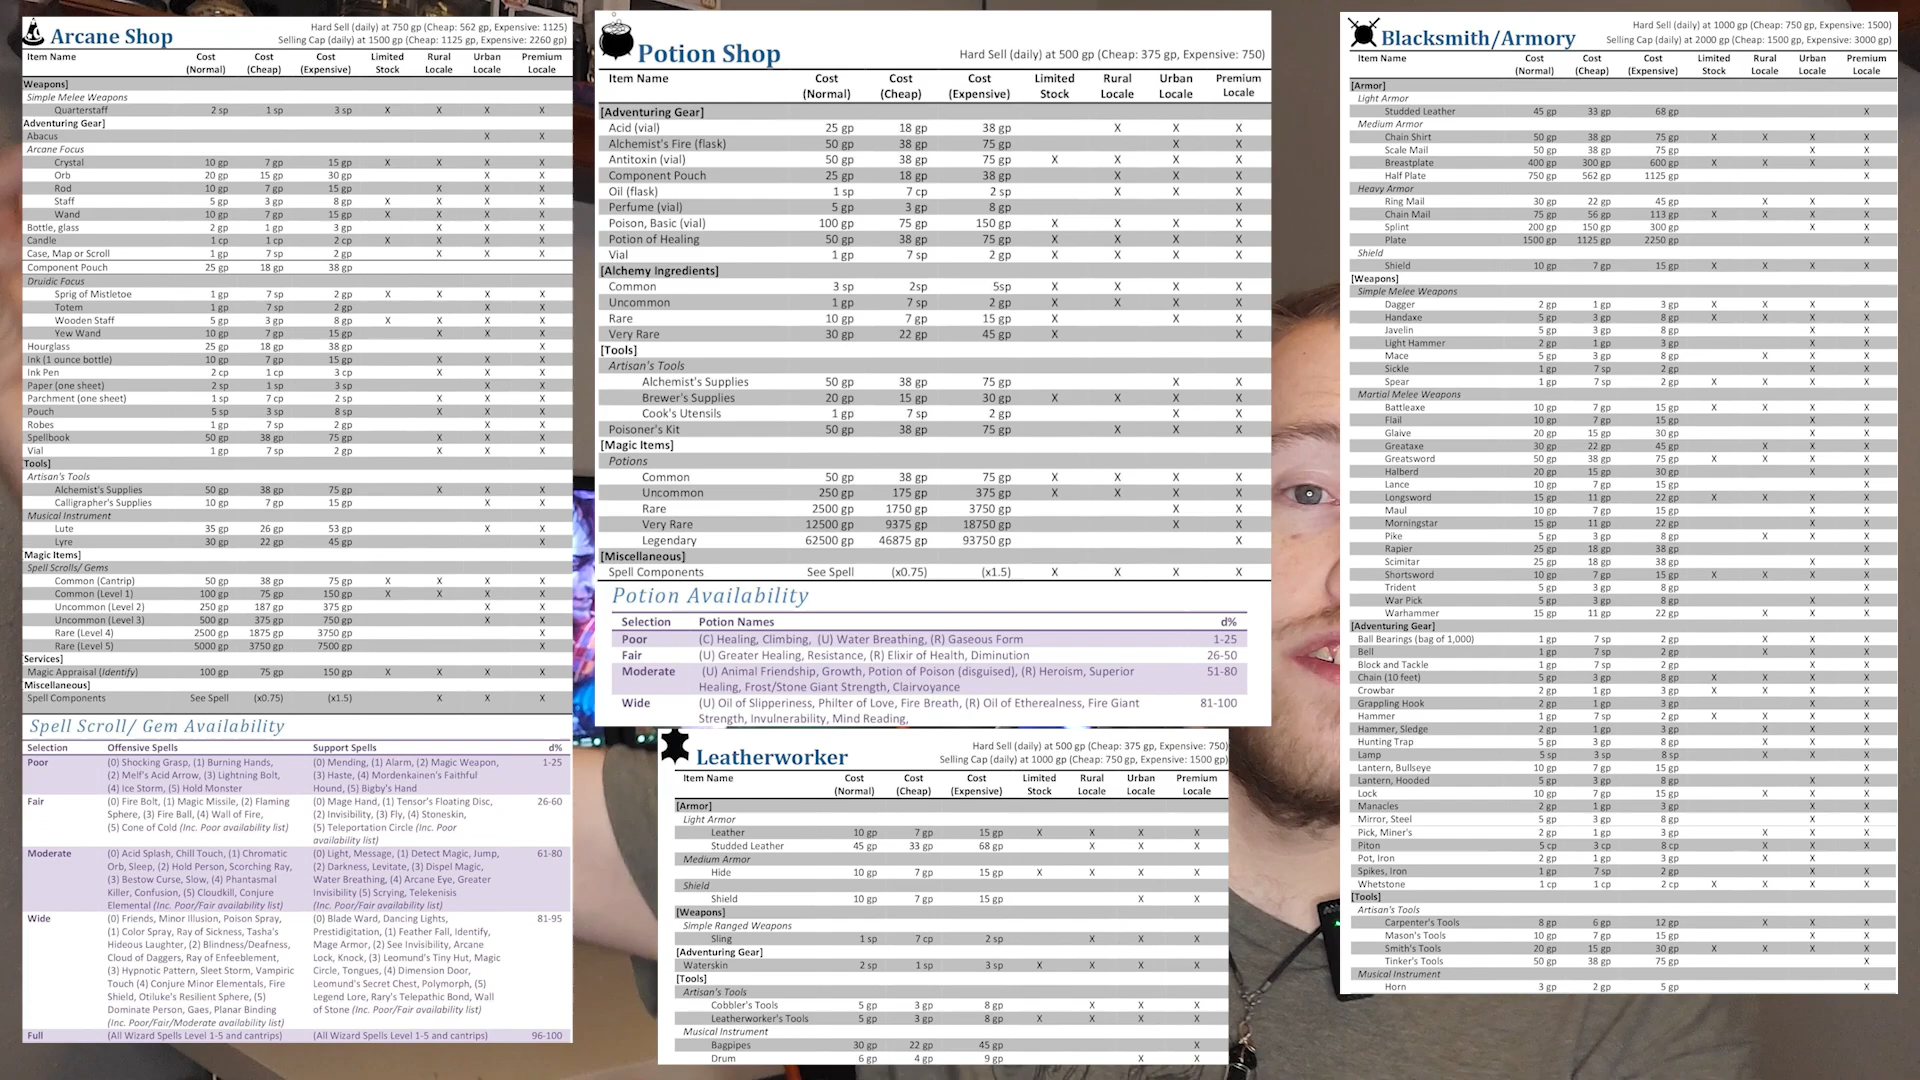 Arcane Shop
Hard Sell (daily) at 750 gp (Cheap: 562 gp, Expensive: 1125)
Selling Cap (daily) at 1500 gp (Cheap: 1125 gp, Expensive: 2260 gp)
Item Name Cost (Normal) Cost (Cheap) Cost (Expensive) Limited Stock Rural Locale Urban Locale Premium Locale
Weapons]
Simple Melee Weapons
Quarterstaff 2 sp 1 sp 3 sp X X X X
Adventuring Gear]
Abacus X X
Arcane Focus
Crystal 10 gp 7 gp 15 gp X X X X
Orb 20 gp 15 gp 30 gp X X
Rod 10 gp 7 gp 15 gp X X X
Staff 5 gp 3 gp 8 gp X X X X
Wand 10 gp 7 gp 15 gp X X X X
Bottle, glass 2 gp 1 gp 3 gp X X X
Candle 1 cp 1 cp 2 cp X X X X
Case, Map or Scroll 1 gp 7 sp 2 gp X X X
Component Pouch 25 gp 18 gp 38 gp
Druidic Focus
Sprig of Mistletoe 1 gp 7 sp 2 gp X X X X
Totem 1 gp 7 sp 2 gp X X
Wooden Staff 5 gp 3 gp 8 gp X X X X
Yew Wand 10 gp 7 gp 15 gp X X X
Hourglass 25 gp 18 gp 38 gp X
Ink (1 ounce bottle) 10 gp 7 gp 15 gp X X X
Ink Pen 2 cp 1 cp 3 cp X X X
Paper (one sheet) 2 sp 1 sp 3 sp X X
Parchment (one sheet) 1 sp 7 cp 2 sp X X X
Pouch 5 sp 3 sp 8 sp X X X
Robes 1 gp 7 sp 2 gp X X
Spellbook 50 gp 38 gp 75 gp X X X
Vial 1 gp 7 sp 2 gp X X X
Tools]
Artisan's Tools
Alchemist's Supplies 50 gp 38 gp 75 gp X X X
Calligrapher's Supplies 10 gp 7 gp 15 gp X X
Musical Instrument
Lute 35 gp 26 gp 53 gp X X
Lyre 30 gp 22 gp 45 gp X
Magic Items]
Spell Scrolls/ Gems
Common (Cantrip) 50 gp 38 gp 75 gp X X X X
Common (Level 1) 100 gp 75 gp 150 gp X X X X
Uncommon (Level 2) 250 gp 187 gp 375 gp X X
Uncommon (Level 3) 500 gp 375 gp 750 gp X X
Rare (Level 4) 2500 gp 1875 gp 3750 gp X
Rare (Level 5) 5000 gp 3750 gp 7500 gp X
Services]
Magic Appraisal (Identify) 100 gp 75 gp 150 gp X X X X
Miscellaneous]
Spell Components See Spell (x0.75) (x1.5) X X X
Spell Scroll/ Gem Availability
Selection Offensive Spells Support Spells d%
Poor (0) Shocking Grasp, (1) Burning Hands, (0) Mending, (1) Alarm, (2) Magic Weapon, 1-25
(2) Melf's Acid Arrow, (3) Lightning Bolt, (3) Haste, (4) Mordenkainen's Faithful
(4) Ice Storm, (5) Hold Monster Hound, (5) Bigby's Hand
Fair (0) Fire Bolt, (1) Magic Missile, (2) Flaming (0) Mage Hand, (1) Tensor's Floating Disc, 26-60
Sphere, (3) Fire Ball, (4) Wall of Fire, (2) Invisibility, (3) Fly, (4) Stoneskin,
(5) Cone of Cold (Inc. Poor availability list) (5) Teleportation Circle (Inc. Poor
availability list)
Moderate (0) Acid Splash, Chill Touch, (1) Chromatic (0) Light, Message, (1) Detect Magic, Jump, 61-80
Orb, Sleep, (2) Hold Person, Scorching Ray, (2) Darkness, Levitate, (3) Dispel Magic,
(3) Bestow Curse, Slow, (4) Phantasmal Water Breathing, (4) Arcane Eye, Greater
Killer, Confusion, (5) Cloudkill, Conjure Invisibility (5) Scrying, Telekenisis
Elemental (Inc. Poor/Fair availability list) (Inc. Poor/Fair availability list)
Wide (0) Friends, Minor Illusion, Poison Spray, (0) Blade Ward, Dancing Lights, 81-95
(1) Color Spray, Ray of Sickness, Tasha's Prestidigitation, (1) Feather Fall, Identify,
Hideous Laughter, (2) Blindness/Deafness, Mage Armor, (2) See Invisibility, Arcane
Cloud of Daggers, Ray of Enfeeblement, Lock, Knock, (3) Leomund's Tiny Hut, Magic
(3) Hypnotic Pattern, Sleet Storm, Vampiric Circle, Tongues, (4) Dimension Door,
Touch (4) Conjure Minor Elementals, Fire Leomund's Secret Chest, Polymorph, (5)
Shield, Otiluke's Resilient Sphere, (5) Legend Lore, Rary's Telepathic Bond, Wall
Dominate Person, Gaes, Planar Binding of Stone (Inc. Poor/Fair availability list)
(Inc. Poor/Fair/Moderate availability list)
Full (All Wizard Spells Level 1-5 and cantrips) (All Wizard Spells Level 1-5 and cantrips) 96-100
Potion Shop
Hard Sell (daily) at 500 gp (Cheap: 375 gp, Expensive: 750)
Item Name Cost (Normal) Cost (Cheap) Cost (Expensive) Limited Stock Rural Locale Urban Locale Premium Locale
[Adventuring Gear]
Acid (vial) 25 gp 18 gp 38 gp X X X
Alchemist's Fire (flask) 50 gp 38 gp 75 gp X X
Antitoxin (vial) 50 gp 38 gp 75 gp X X X X
Component Pouch 25 gp 18 gp 38 gp X X X
Oil (flask) 1 sp 7 cp 2 sp X X X
Perfume (vial) 5 gp 3 gp 8 gp X
Poison, Basic (vial) 100 gp 75 gp 150 gp X X X X
Potion of Healing 50 gp 38 gp 75 gp X X X X
Vial 1 gp 7 sp 2 gp X X X X
[Alchemy Ingredients]
Common 3 sp 2sp 5sp X X X X
Uncommon 1 gp 7 sp 2 gp X X X X
Rare 10 gp 7 gp 15 gp X X X
Very Rare 30 gp 22 gp 45 gp X X
[Tools]
Artisan's Tools
Alchemist's Supplies 50 gp 38 gp 75 gp X X
Brewer's Supplies 20 gp 15 gp 30 gp X X X X
Cook's Utensils 1 gp 7 sp 2 gp X X
Poisoner's Kit 50 gp 38 gp 75 gp X X X
[Magic Items]
Potions
Common 50 gp 38 gp 75 gp X X X X
Uncommon 250 gp 175 gp 375 gp X X X X
Rare 2500 gp 1750 gp 3750 gp X X
Very Rare 12500 gp 9375 gp 18750 gp X X
Legendary 62500 gp 46875 gp 93750 gp X
[Miscellaneous]
Spell Components See Spell (x0.75) (x1.5) X X X X
Potion Availability
Selection Potion Names d%
Poor (C) Healing, Climbing, (U) Water Breathing, (R) Gaseous Form 1-25
Fair (U) Greater Healing, Resistance, (R) Elixir of Health, Diminution 26-50
Moderate (U) Animal Friendship, Growth, Potion of Poison (disguised), (R) Heroism, Superior 51-80
Healing, Frost/Stone Giant Strength, Clairvoyance
Wide (U) Oil of Slipperiness, Philter of Love, Fire Breath, (R) Oil of Etherealness, Fire Giant 81-100
Strength, Invulnerability, Mind Reading,
Leatherworker
Hard Sell (daily) at 500 gp (Cheap: 375 gp, Expensive: 750)
Selling Cap (daily) at 1000 gp (Cheap: 750 gp, Expensive: 1500 gp)
Item Name Cost (Normal) Cost (Cheap) Cost (Expensive) Limited Stock Rural Locale Urban Locale Premium Locale
[Armor]
Light Armor
Leather 10 gp 7 gp 15 gp X X X X
Studded Leather 45 gp 33 gp 68 gp X X X
Medium Armor
Hide 10 gp 7 gp 15 gp X X X X
Shield
Shield 10 gp 7 gp 15 gp X X
[Weapons]
Simple Ranged Weapons
Sling 1 sp 7 cp 2 sp X X X
[Adventuring Gear]
Waterskin 2 sp 1 sp 3 sp X X X X
[Tools]
Artisan's Tools
Cobbler's Tools 5 gp 3 gp 8 gp X X X
Leatherworker's Tools 5 gp 3 gp 8 gp X X X X
Musical Instrument
Bagpipes 30 gp 22 gp 45 gp X
Drum 6 gp 4 gp 9 gp X X
Blacksmith/Armory
Hard Sell (daily) at 1000 gp (Cheap: 750 gp, Expensive: 1500)
Selling Cap (daily) at 2000 gp (Cheap: 1500 gp, Expensive: 3000 gp)
Item Name Cost (Normal) Cost (Cheap) Cost (Expensive) Limited Stock Rural Locale Urban Locale Premium Locale
[Armor]
Light Armor
Studded Leather 45 gp 33 gp 68 gp X
Medium Armor
Chain Shirt 50 gp 38 gp 75 gp X X X X
Scale Mail 50 gp 38 gp 75 gp X X
Breastplate 400 gp 300 gp 600 gp X X X X
Half Plate 750 gp 562 gp 1125 gp X
Heavy Armor
Ring Mail 30 gp 22 gp 45 gp X X X
Chain Mail 75 gp 56 gp 113 gp X X X X
Splint 200 gp 150 gp 300 gp X X
Plate 1500 gp 1125 gp 2250 gp X
Shield
Shield 10 gp 7 gp 15 gp X X X X
[Weapons]
Simple Melee Weapons
Dagger 2 gp 1 gp 3 gp X X X X
Handaxe 5 gp 3 gp 8 gp X X X X
Javelin 5 gp 3 gp 8 gp X X
Light Hammer 2 gp 1 gp 3 gp X X
Mace 5 gp 3 gp 8 gp X X X
Sickle 1 gp 7 sp 2 gp X X
Spear 1 gp 7 sp 2 gp X X X X
Martial Melee Weapons
Battleaxe 10 gp 7 gp 15 gp X X X X
Flail 10 gp 7 gp 15 gp X X
Glaive 20 gp 15 gp 30 gp X X
Greataxe 30 gp 22 gp 45 gp X X X
Greatsword 50 gp 38 gp 75 gp X X X X
Halberd 20 gp 15 gp 30 gp X X
Lance 10 gp 7 gp 15 gp X
Longsword 15 gp 11 gp 22 gp X X X X
Maul 10 gp 7 gp 15 gp X X
Morningstar 15 gp 11 gp 22 gp X X
Pike 5 gp 3 gp 8 gp X X X
Rapier 25 gp 18 gp 38 gp X
Scimitar 25 gp 18 gp 38 gp X X
Shortsword 10 gp 7 gp 15 gp X X X X
Trident 5 gp 3 gp 8 gp X
War Pick 5 gp 3 gp 8 gp X X
Warhammer 15 gp 11 gp 22 gp X X X
[Adventuring Gear]
Ball Bearings (bag of 1,000) 1 gp 7 sp 2 gp X X X
Bell 1 gp 7 sp 2 gp X X X
Block and Tackle 1 gp 7 sp 2 gp X X
Chain (10 feet) 5 gp 3 gp 8 gp X X X X
Crowbar 2 gp 1 gp 3 gp X X X X
Grappling Hook 2 gp 1 gp 3 gp X X
Hammer 1 gp 7 sp 2 gp X X X X
Hammer, Sledge 2 gp 1 gp 3 gp X X X
Hunting Trap 5 gp 3 gp 8 gp X X X
Lamp 5 sp 3 sp 8 sp X X X
Lantern, Bullseye 10 gp 7 gp 15 gp X
Lantern, Hooded 5 gp 3 gp 8 gp X X
Lock 10 gp 7 gp 15 gp X X X
Manacles 2 gp 1 gp 3 gp X X
Mirror, Steel 5 gp 3 gp 8 gp X X
Pick, Miner's 2 gp 1 gp 3 gp X X X
Piton 5 cp 3 cp 8 cp X X X
Pot, Iron 2 gp 1 gp 3 gp X X
Spikes, Iron 1 gp 7 sp 2 gp X X
Whetstone 1 cp 1 cp 2 cp X X X X
[Tools]
Artisan's Tools
Carpenter's Tools 8 gp 6 gp 12 gp X X X
Mason's Tools 10 gp 7 gp 15 gp X X
Smith's Tools 20 gp 15 gp 30 gp X X X X
Tinker's Tools 50 gp 38 gp 75 gp X
Musical Instrument
Horn 3 gp 2 gp 5 gp X